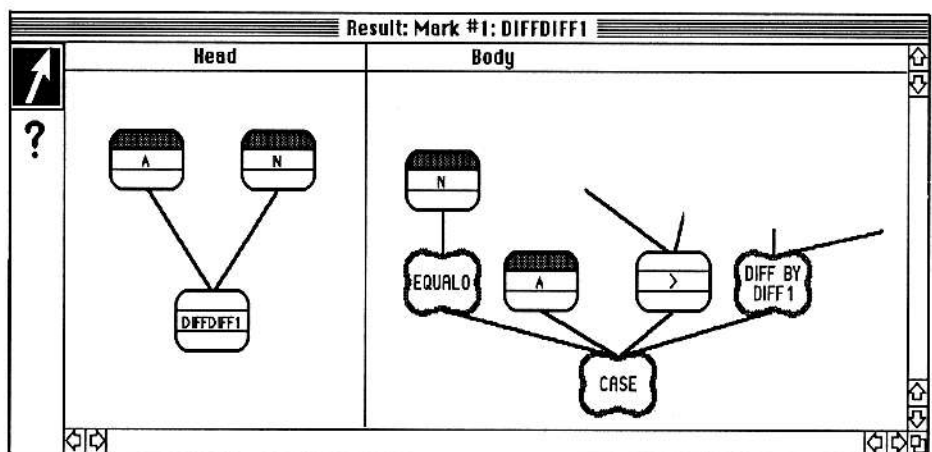 Result: Mark #1: DIFFDIFF1
Head
Body
?
A
N
DIFFDIFF1
N
EQUAL0
A
>
DIFF BY
DIFF1
CASE